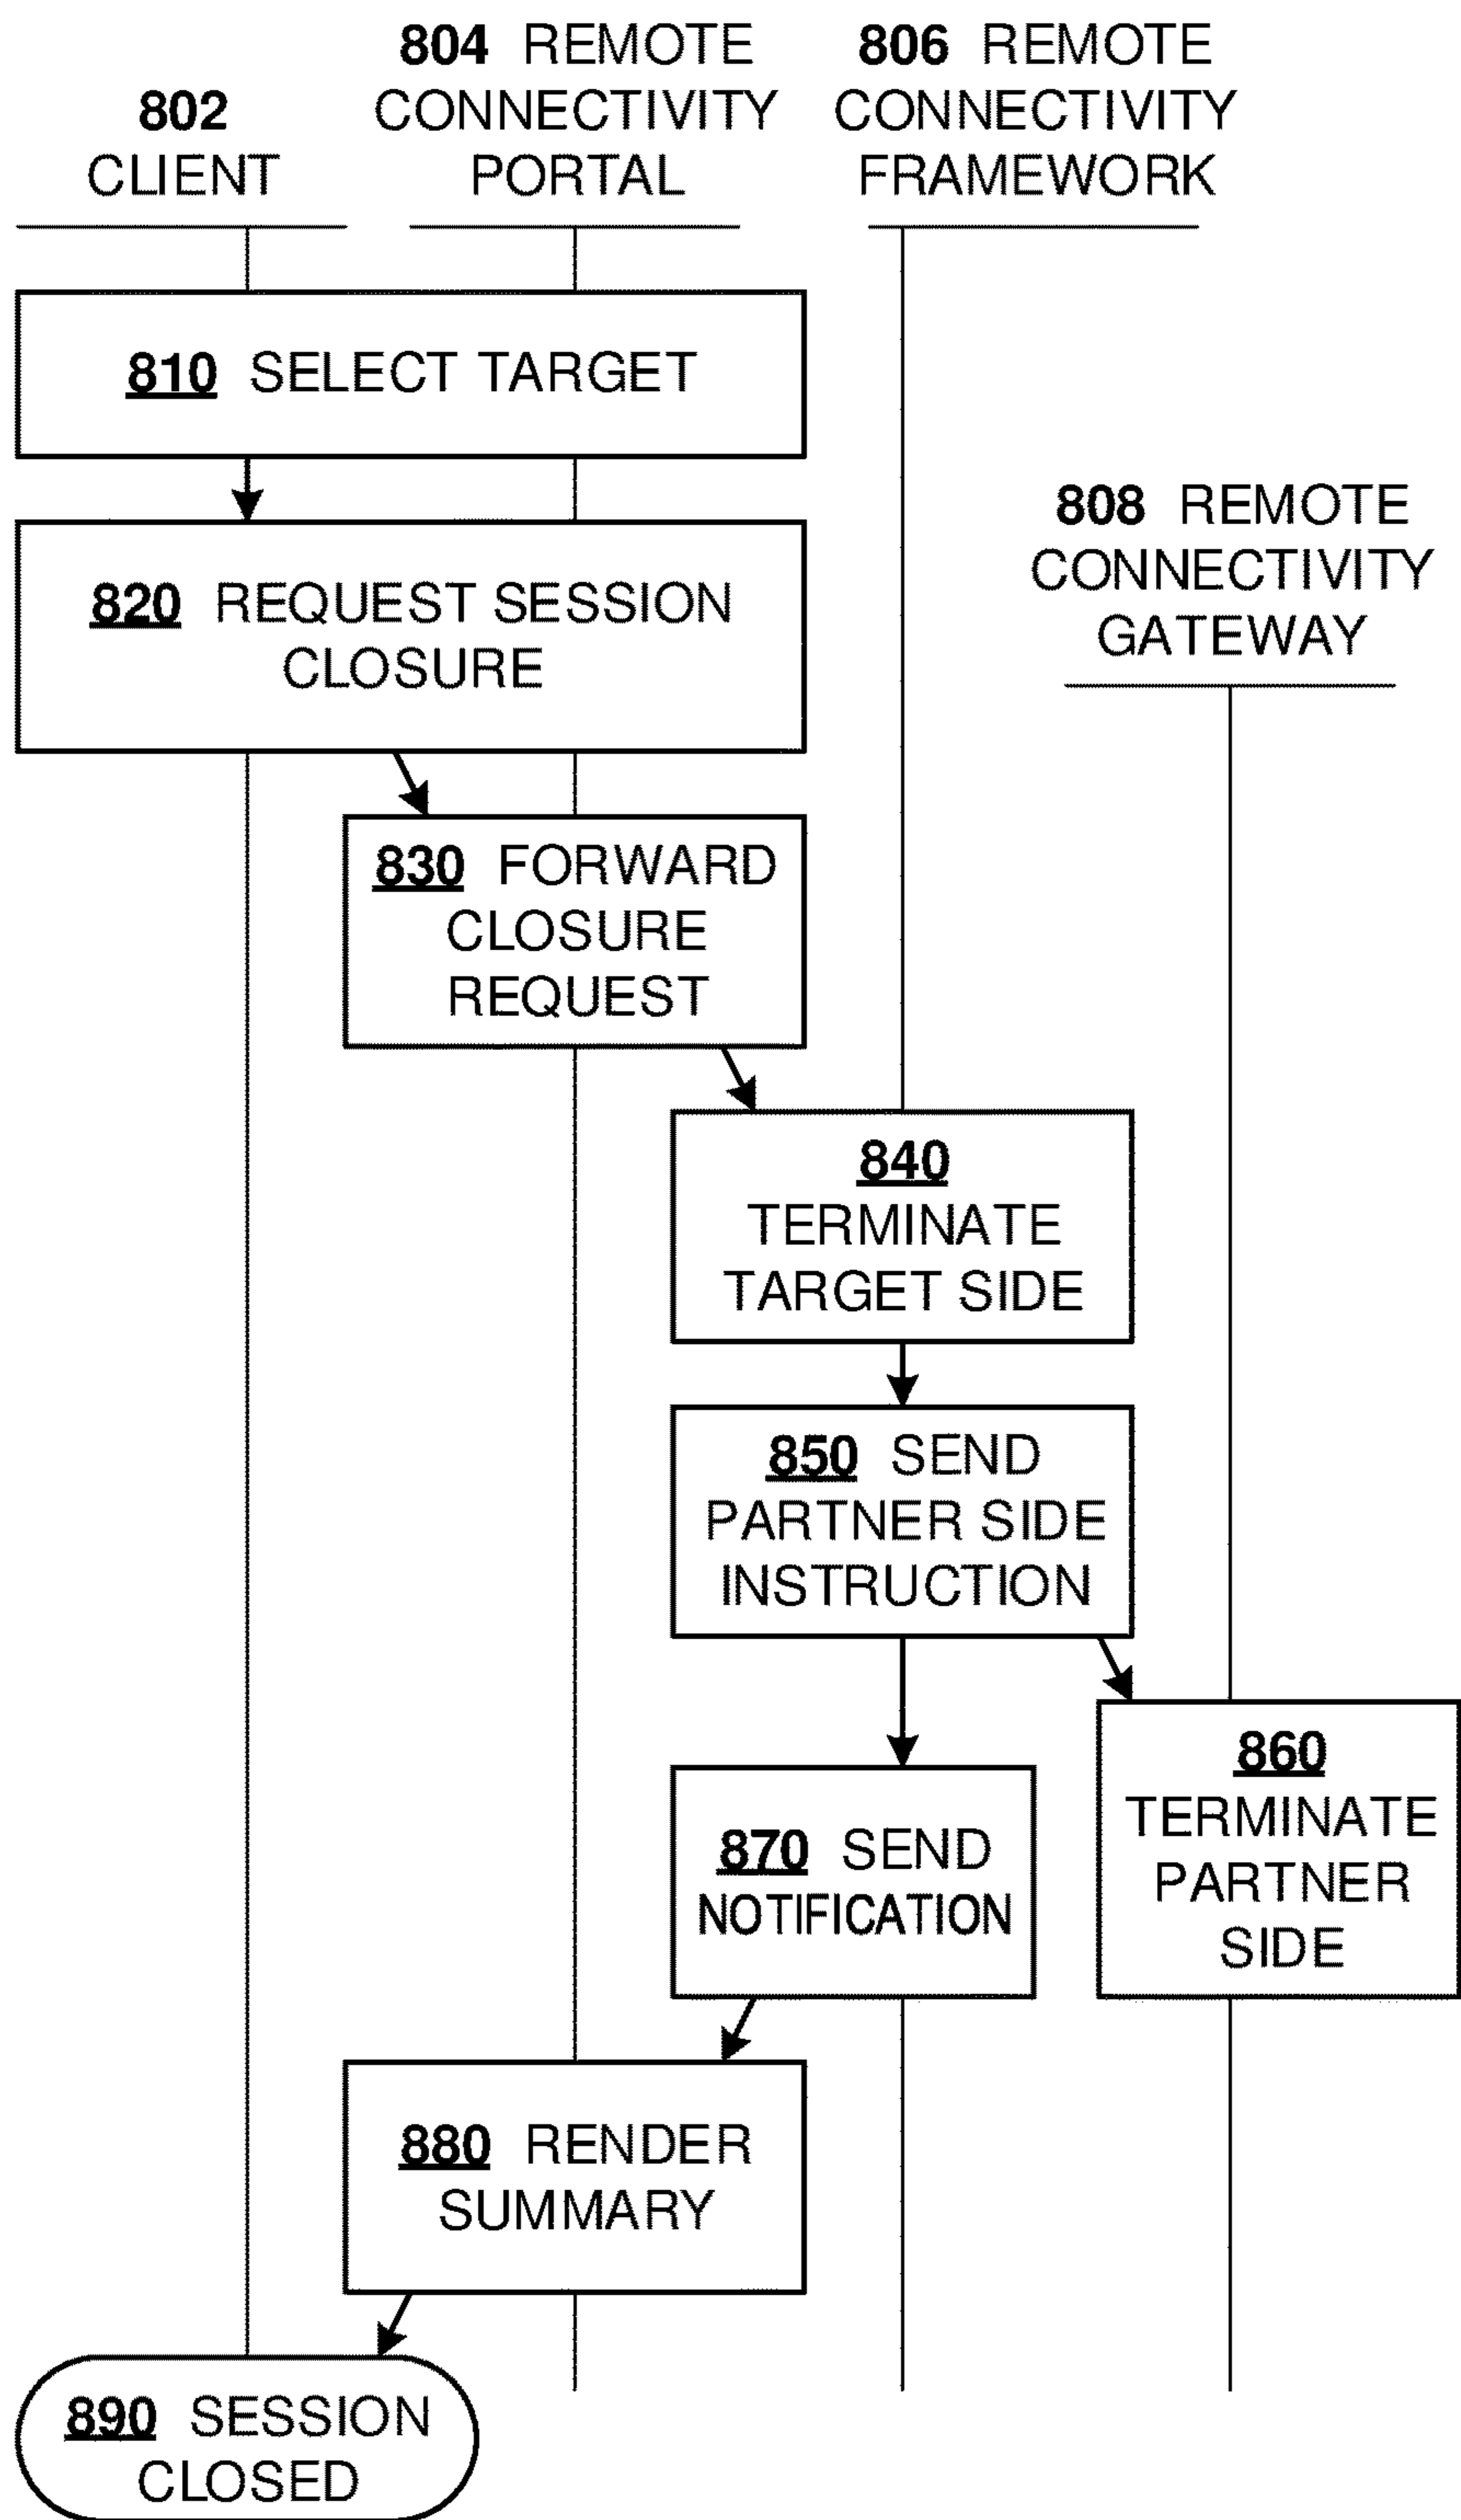 802
CLIENT
804 REMOTE
CONNECTIVITY
PORTAL
806 REMOTE
CONNECTIVITY
FRAMEWORK
810 SELECT TARGET
808 REMOTE
CONNECTIVITY
GATEWAY
820 REQUEST SESSION
CLOSURE
830 FORWARD
CLOSURE
REQUEST
840
TERMINATE
TARGET SIDE
850 SEND
PARTNER SIDE
INSTRUCTION
860
TERMINATE
PARTNER
SIDE
870 SEND
NOTIFICATION
880 RENDER
SUMMARY
890 SESSION
CLOSED